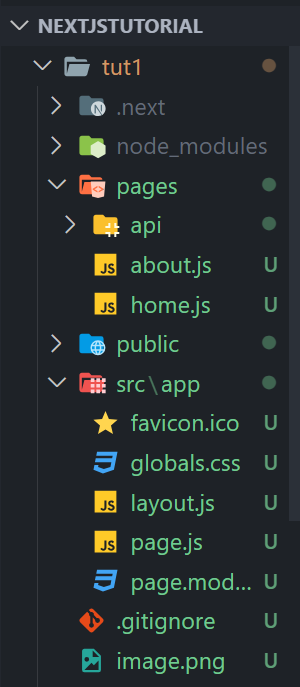 NEXTJSTUTORIAL
tut1
.next
node_modules
pages
api
about.js U
home.js U
public
src\app
favicon.ico U
globals.css U
layout.js U
page.js U
page.mod... U
.gitignore U
image.png U